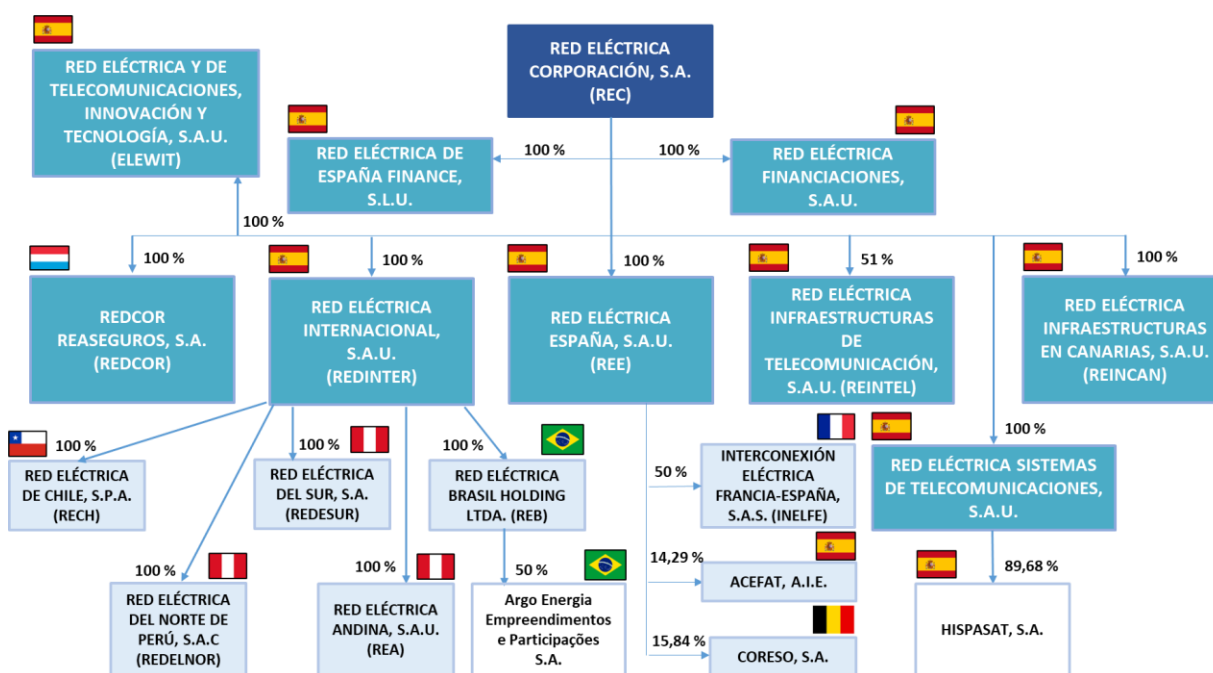 RED ELÉCTRICA
CORPORACIÓN, S.A.
(REC)
RED ELÉCTRICA Y DE
TELECOMUNICACIONES,
INNOVACIÓN Y
TECNOLOGÍA, S.A.U.
(ELEWIT)
RED ELÉCTRICA DE
ESPAÑA FINANCE,
S.L.U.
100 %
100 %
RED ELÉCTRICA
FINANCIACIONES,
S.A.U.
100 %
100 %
100 %
100 %
51 %
100 %
REDCOR
REASEGUROS, S.A.
(REDCOR)
RED ELÉCTRICA
INTERNACIONAL,
S.A.U.
(REDINTER)
RED ELÉCTRICA
ESPAÑA, S.A.U.
(REE)
RED ELÉCTRICA
INFRAESTRUCTURAS
DE
TELECOMUNICACIÓN,
S.A.U. (REINTEL)
RED ELÉCTRICA
INFRAESTRUCTURAS
EN CANARIAS, S.A.U.
(REINCAN)
100 %
100 %
100 %
100 %
RED ELÉCTRICA
DE CHILE, S.P.A.
(RECH)
RED ELÉCTRICA
DEL SUR, S.A.
(REDESUR)
RED ELÉCTRICA
BRASIL HOLDING
LTDA. (REB)
50 %
INTERCONEXIÓN
ELÉCTRICA
FRANCIA-ESPAÑA,
S.A.S. (INELFE)
RED ELÉCTRICA SISTEMAS
DE TELECOMUNICACIONES,
S.A.U.
100 %
100 %
50 %
14,29 %
89,68 %
RED ELÉCTRICA
DEL NORTE DE
PERÚ, S.A.C
(REDELNOR)
RED ELÉCTRICA
ANDINA, S.A.U.
(REA)
Argo Energia
Empreendimentos
e Participações
S.A.
ACEFAT, A.I.E.
15,84 %
CORESO, S.A.
HISPASAT, S.A.